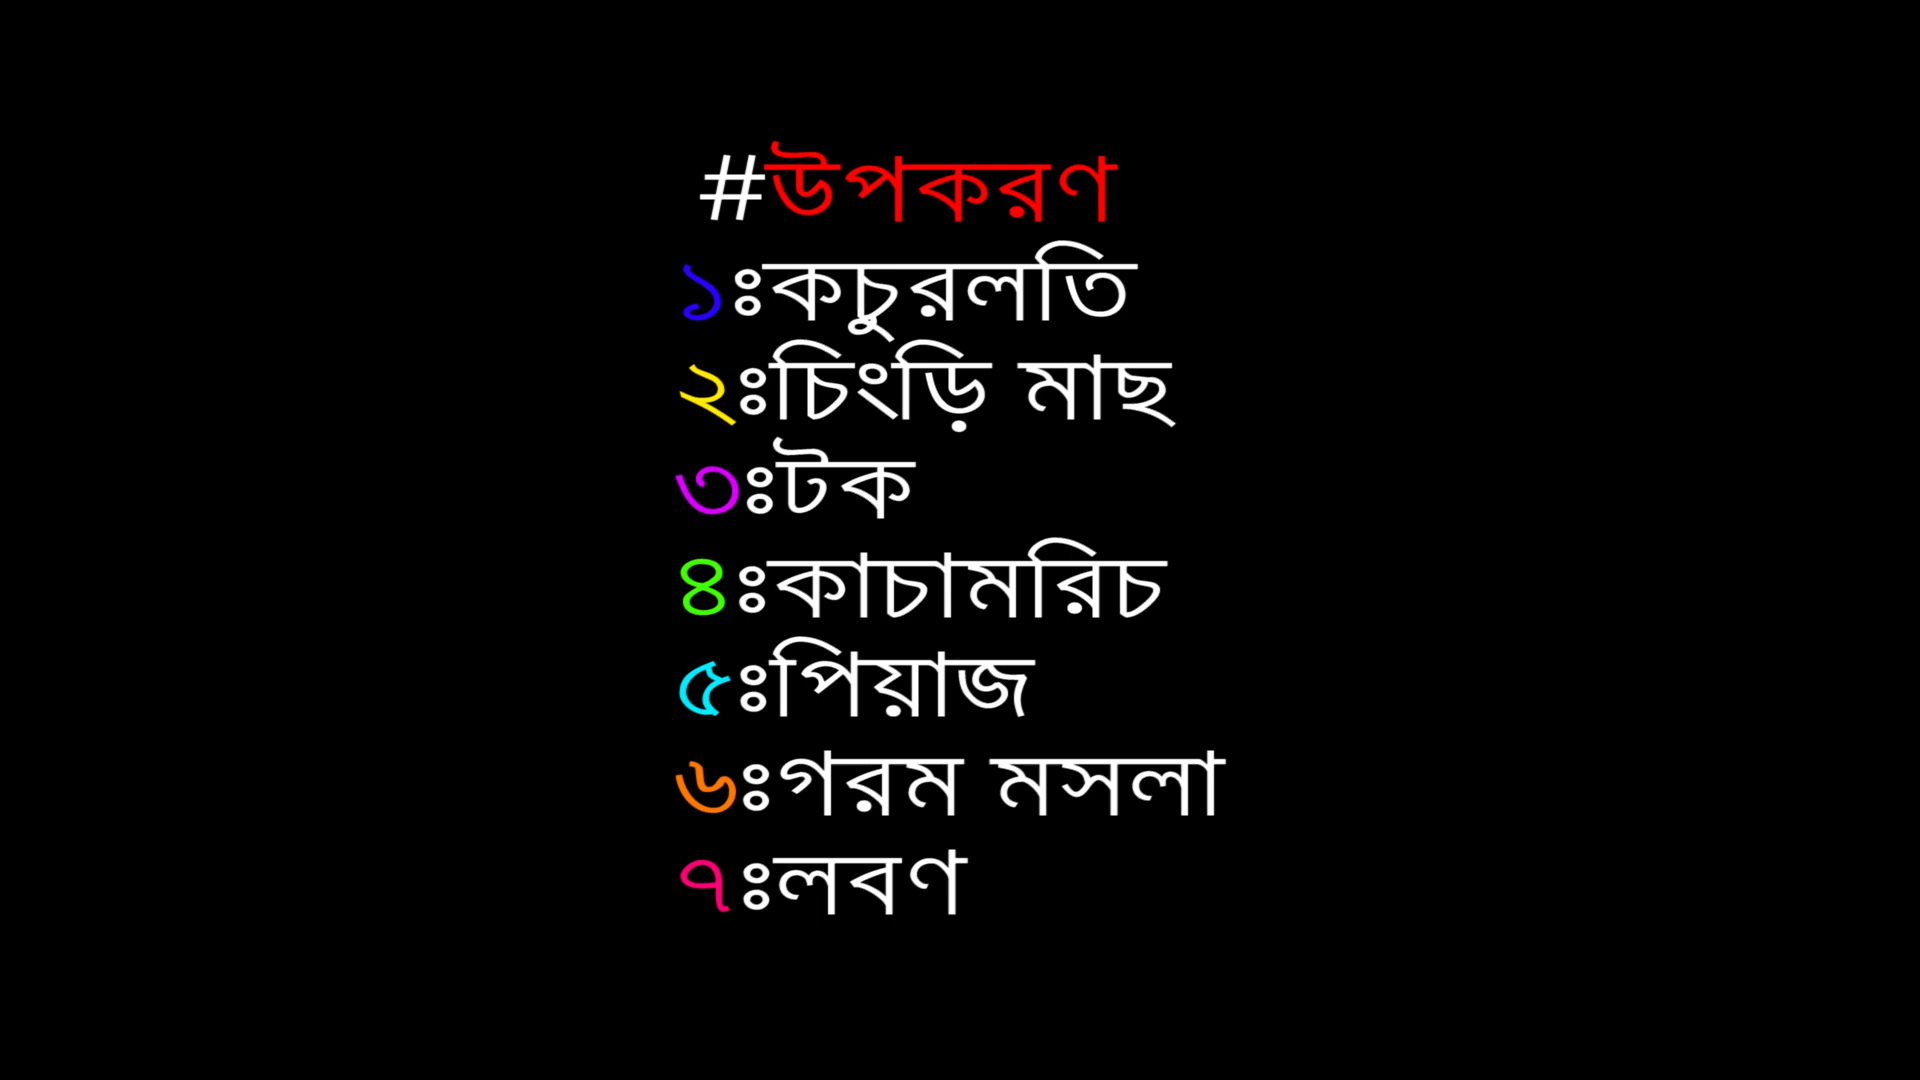 #উপকরণ
১ঃকচুরলতি
২ঃচিংড়ি মাছ
৩ঃটক
৪ঃকাচামরিচ
৫ঃপিয়াজ
৬ঃগরম মসলা
৭ঃলবণ